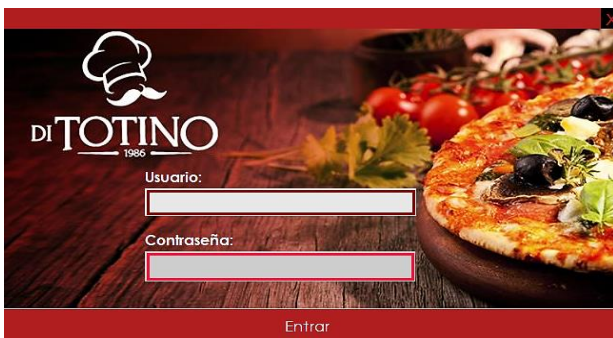 X
DI TOTINO
1986
Usuario:
Contraseña:
Entrar